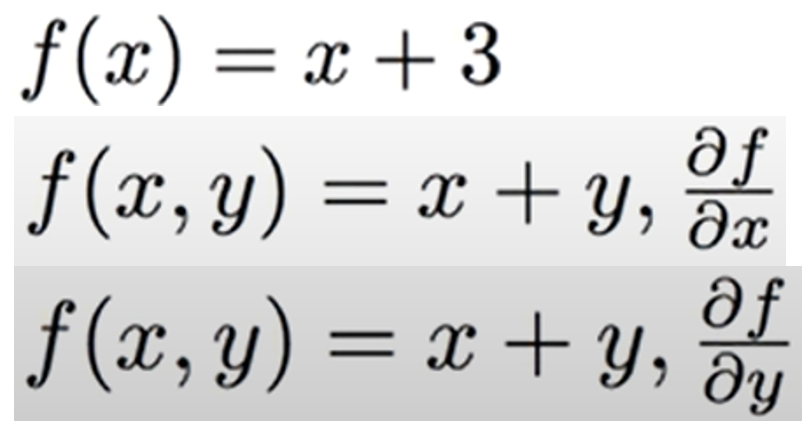 f(x) = x + 3
f(x, y) = x + y, ∂f/∂x
f(x, y) = x + y, ∂f/∂y